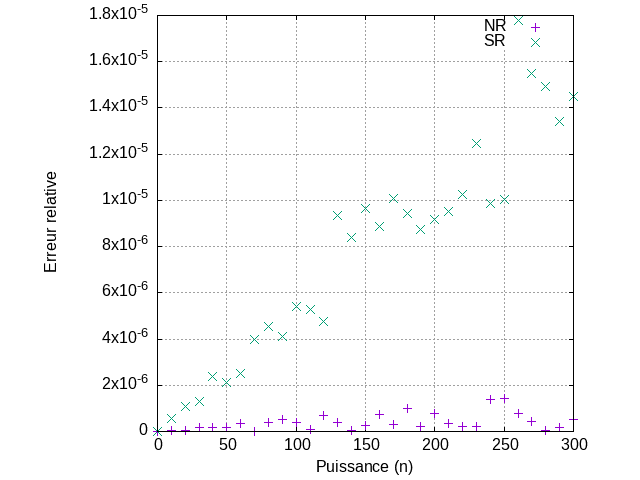 1.8x10-5
1.6x10-5
1.4x10-5
1.2x10-5
1x10-5
8x10-6
6x10-6
4x10-6
2x10-6
0
Erreur relative
NR
SR
0 50 100 150 200 250 300
Puissance (n)